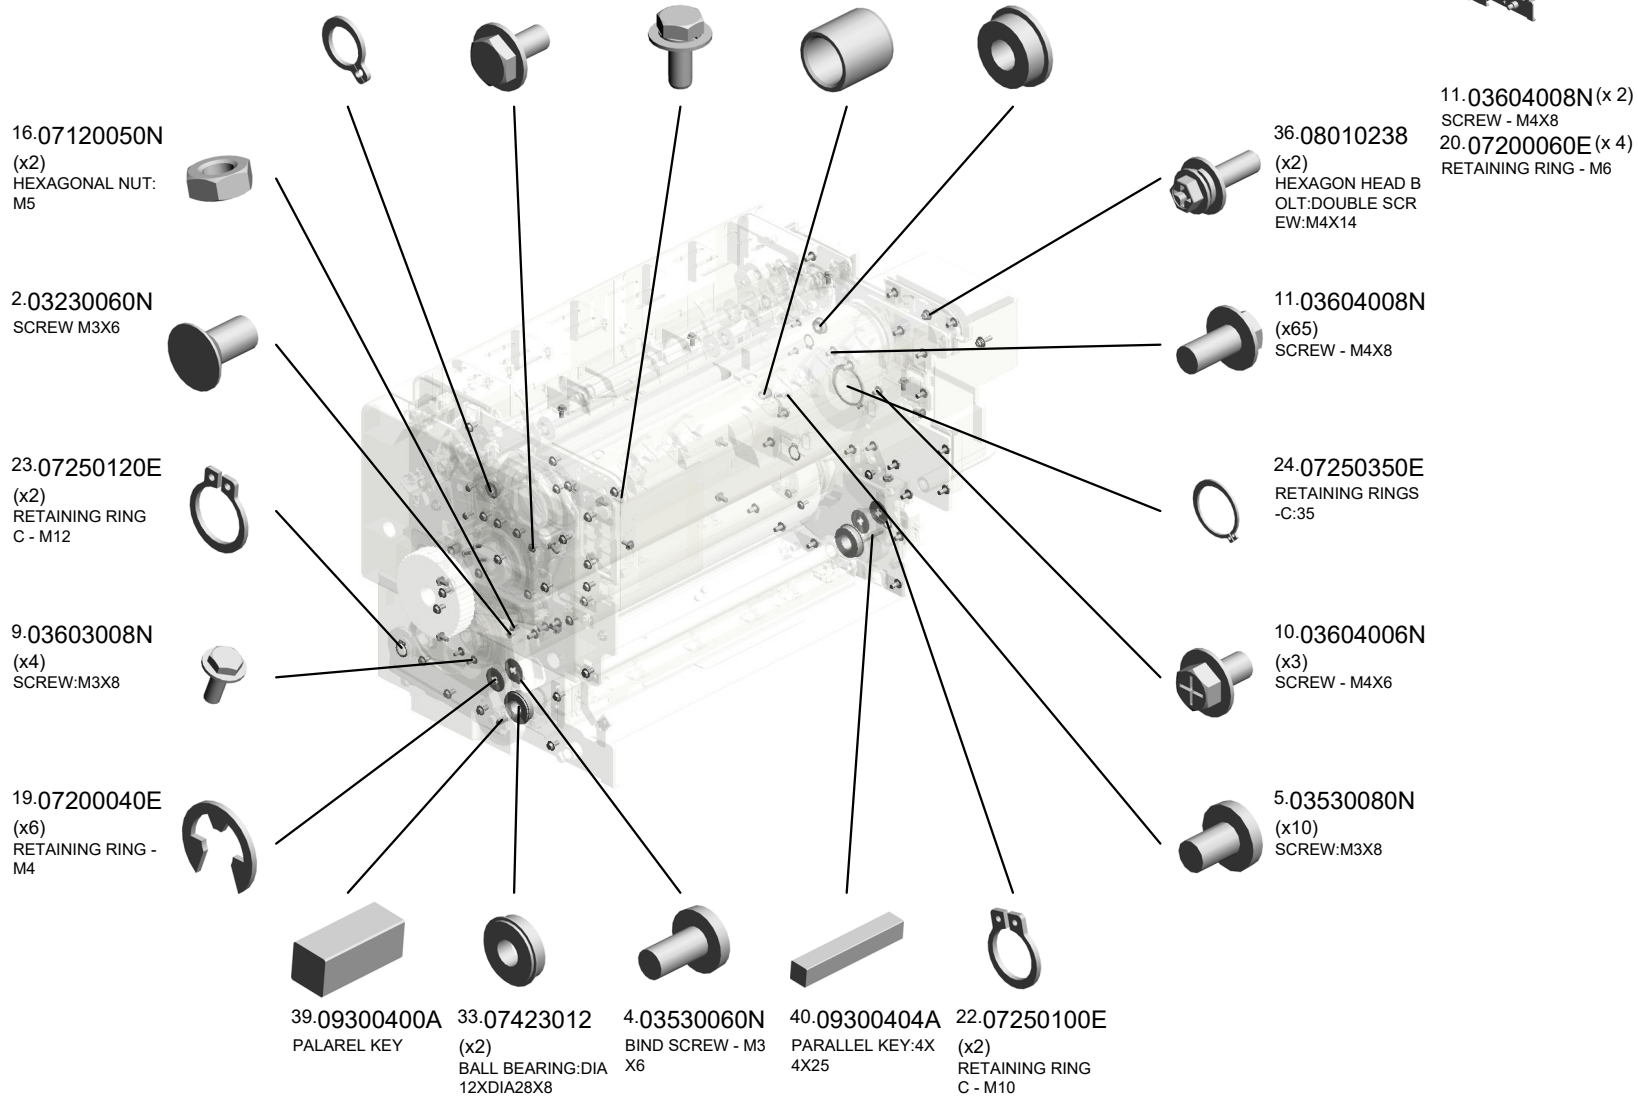 11.03604008N (x 2)
SCREW - M4X8
20.07200060E (x 4)
RETAINING RING - M6
16.07120050N
(x2)
HEXAGONAL NUT:
M5
36.08010238
(x2)
HEXAGON HEAD B
OLT:DOUBLE SCR
EW:M4X14
2.03230060N
SCREW M3X6
11.03604008N
(x65)
SCREW - M4X8
23.07250120E
(x2)
RETAINING RING
C - M12
24.07250350E
RETAINING RINGS
-C:35
9.03603008N
(x4)
SCREW:M3X8
10.03604006N
(x3)
SCREW - M4X6
19.07200040E
(x6)
RETAINING RING -
M4
5.03530080N
(x10)
SCREW:M3X8
39.09300400A
PALAREL KEY
33.07423012
(x2)
BALL BEARING:DIA
12XDIA28X8
4.03530060N
BIND SCREW - M3
X6
40.09300404A
PARALLEL KEY:4X
4X25
22.07250100E
(x2)
RETAINING RING
C - M10